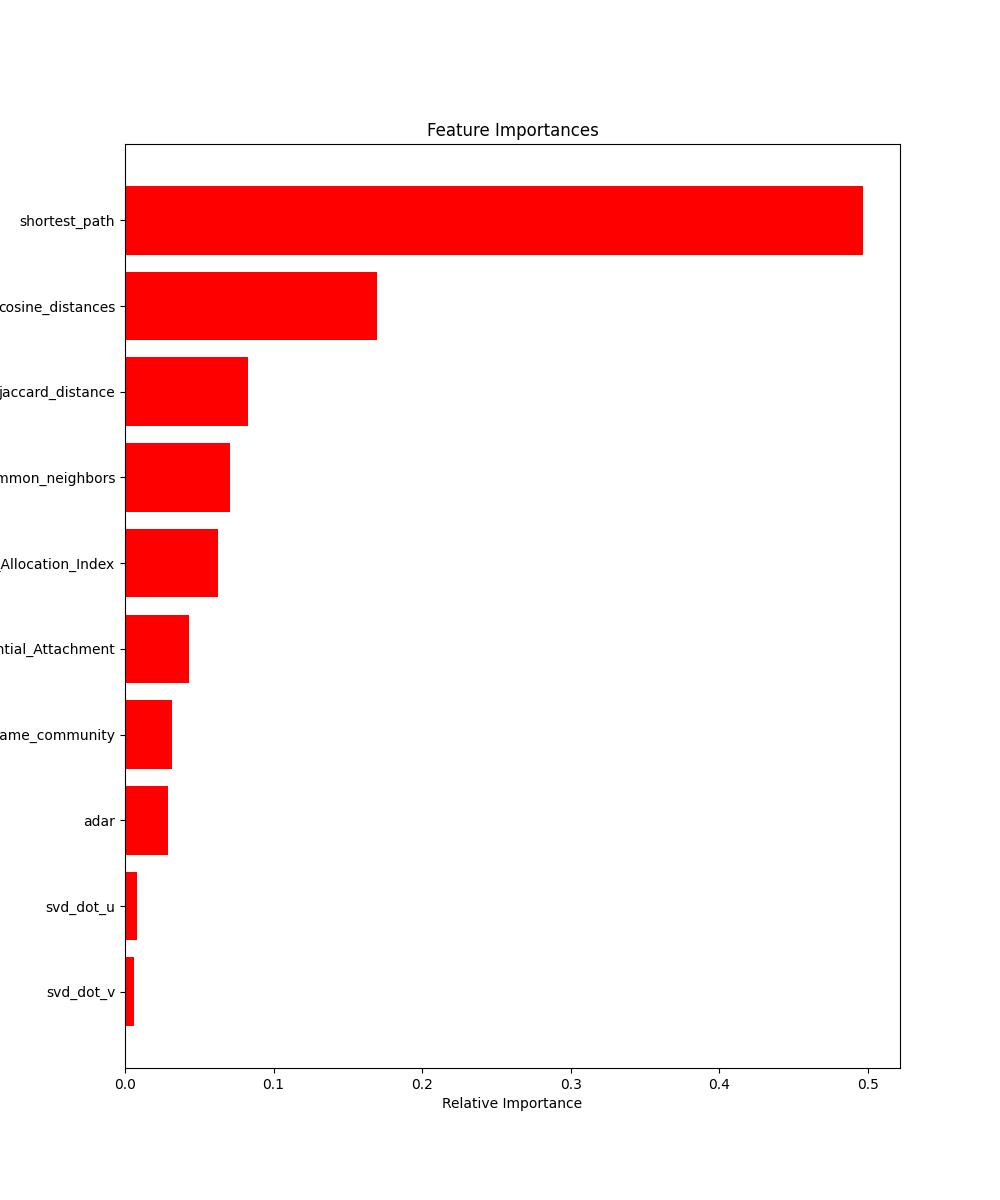 Feature Importances
shortest_path
cosine_distances
jaccard_distance
mmon_neighbors
_Allocation_Index
ntial_Attachment
ame_community
adar
svd_dot_u
svd_dot_v
0.0 0.1 0.2 0.3 0.4 0.5
Relative Importance